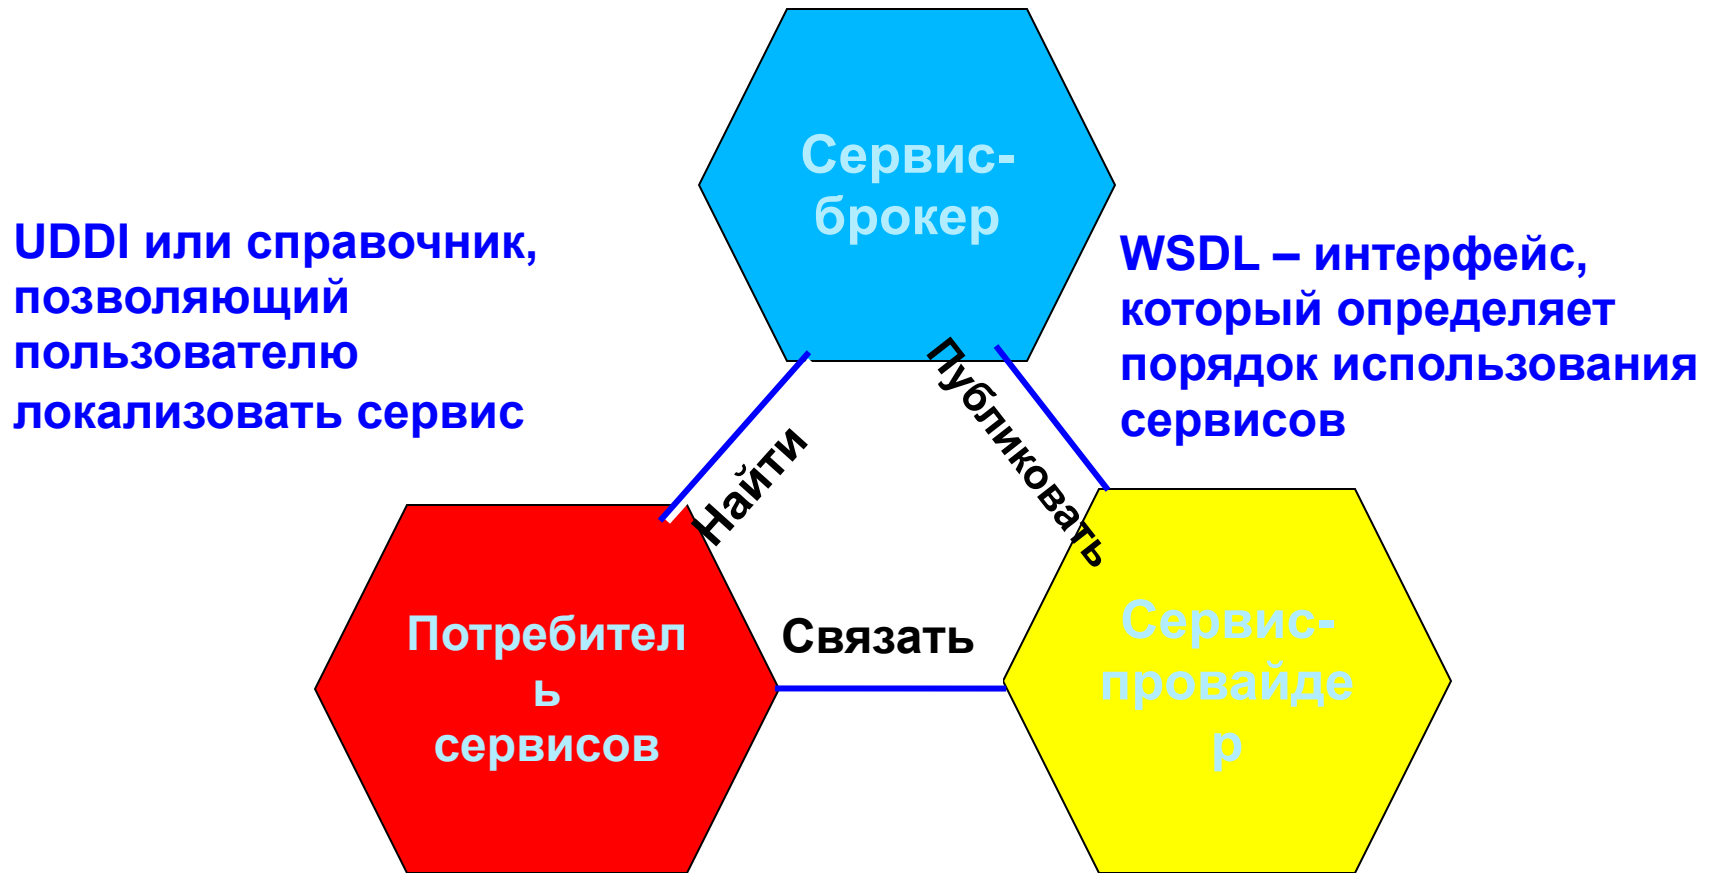 Сервис-
брокер
UDDI или справочник,
позволяющий
пользователю
локализовать сервис
WSDL – интерфейс,
который определяет
порядок использования
сервисов
Найти
Публиковать
Связать
Потребител
ь
сервисов
Сервис-
провайде
р